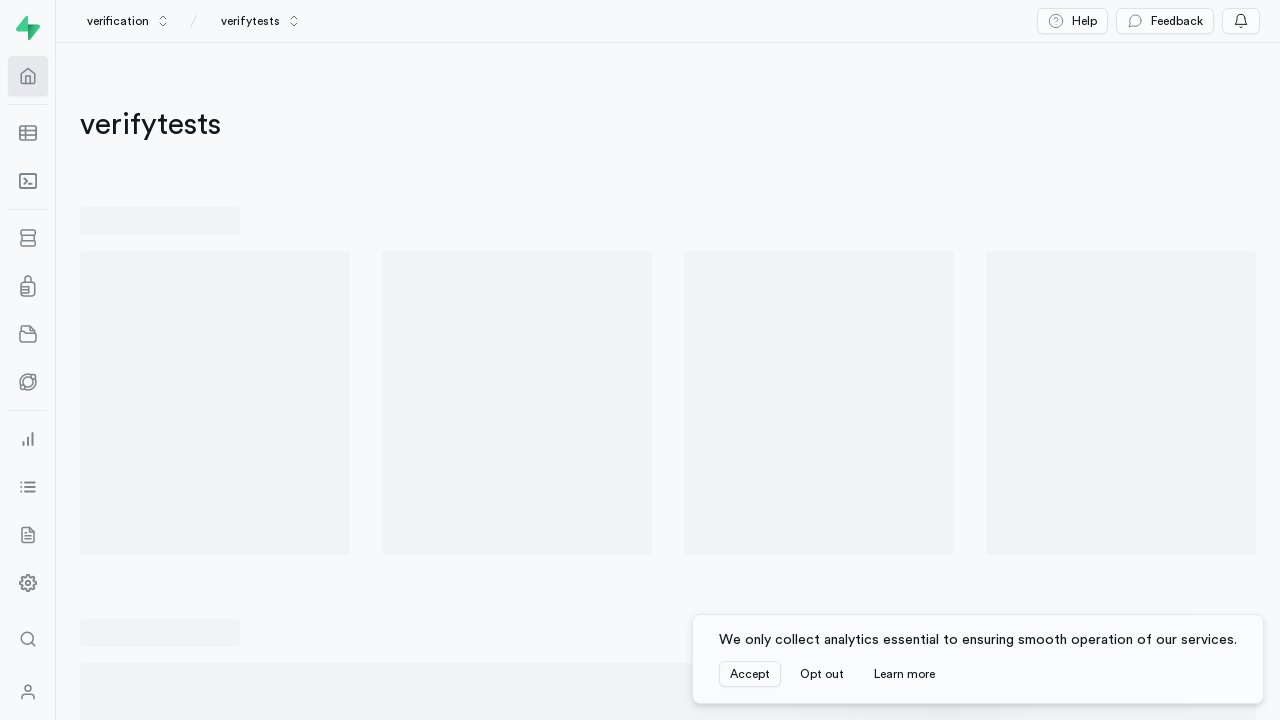 verification / verifytests Help Feedback
verifytests
We only collect analytics essential to ensuring smooth operation of our services.
Accept Opt out Learn more